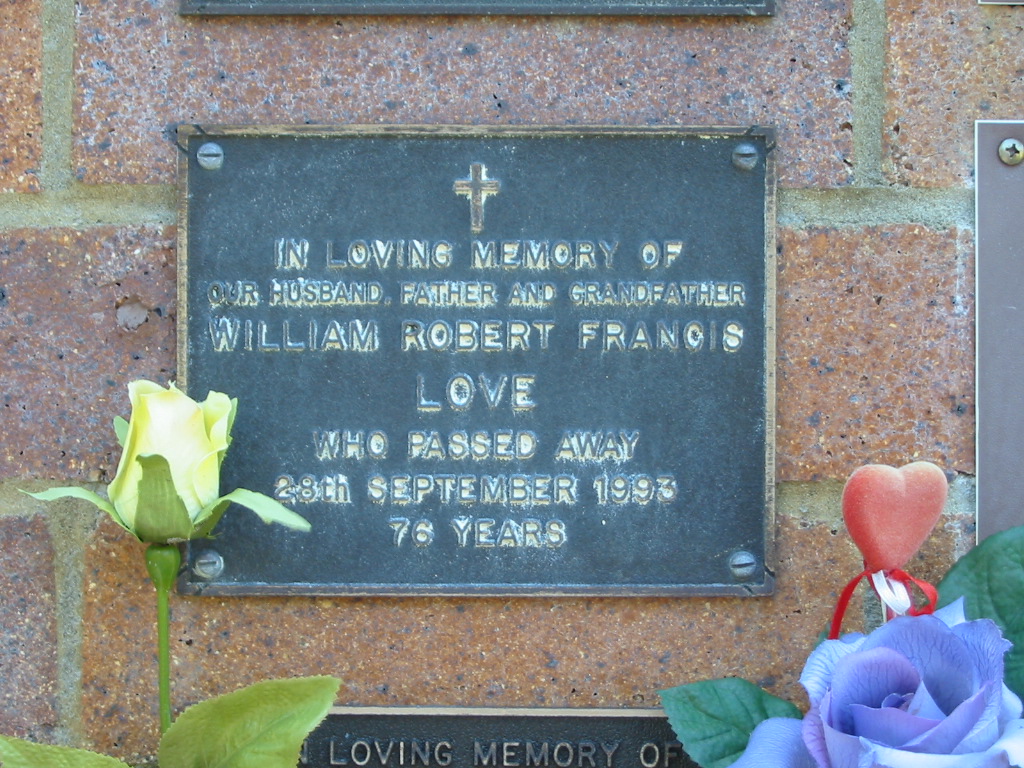 IN LOVING MEMORY OF
OUR HUSBAND, FATHER AND GRANDFATHER
WILLIAM ROBERT FRANCIS
LOVE
WHO PASSED AWAY
28th SEPTEMBER 1993
76 YEARS
IN LOVING MEMORY OF